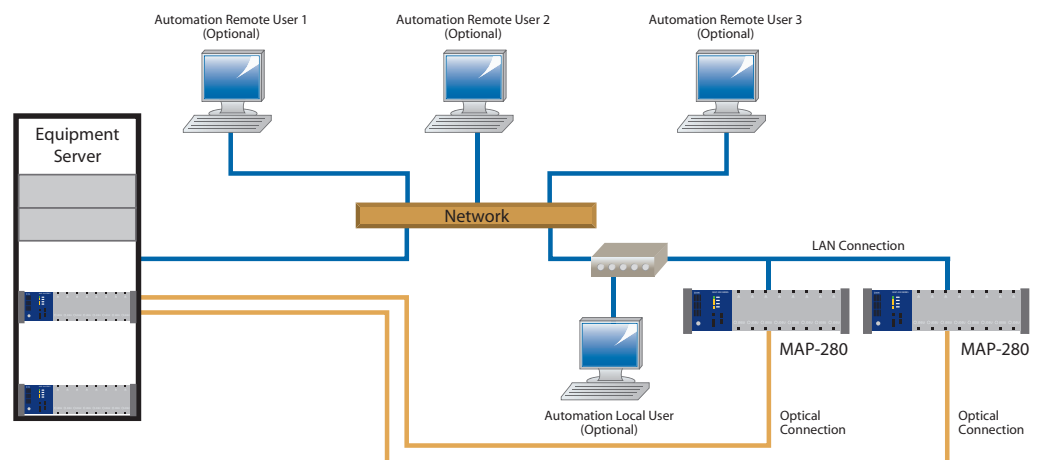 Automation Remote User 1
(Optional)
Automation Remote User 2
(Optional)
Automation Remote User 3
(Optional)
Equipment
Server
Network
LAN Connection
MAP-280
MAP-280
Automation Local User
(Optional)
Optical
Connection
Optical
Connection